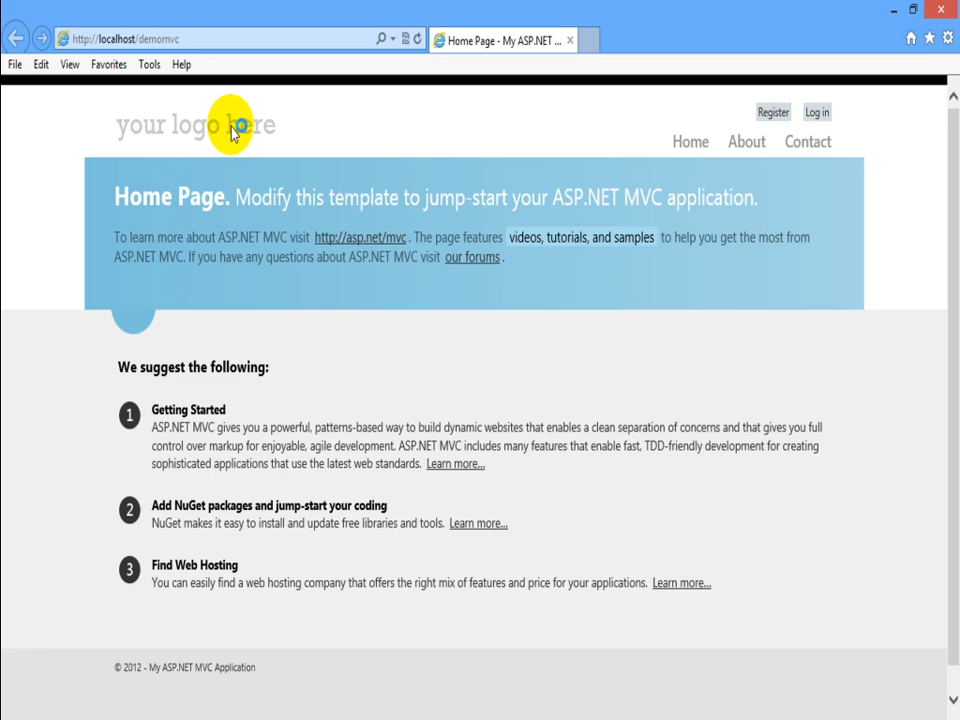 http://localhost/demomvc
Home Page - My ASP.NET ...
File Edit View Favorites Tools Help
Register Log in
your logo here
Home About Contact
Home Page. Modify this template to jump-start your ASP.NET MVC application.
To learn more about ASP.NET MVC visit http://asp.net/mvc. The page features videos, tutorials, and samples to help you get the most from
ASP.NET MVC. If you have any questions about ASP.NET MVC visit our forums.
We suggest the following:
1 Getting Started
ASP.NET MVC gives you a powerful, patterns-based way to build dynamic websites that enables a clean separation of concerns and that gives you full
control over markup for enjoyable, agile development. ASP.NET MVC includes many features that enable fast, TDD-friendly development for creating
sophisticated applications that use the latest web standards. Learn more...
2 Add NuGet packages and jump-start your coding
NuGet makes it easy to install and update free libraries and tools. Learn more...
3 Find Web Hosting
You can easily find a web hosting company that offers the right mix of features and price for your applications. Learn more...
© 2012 - My ASP.NET MVC Application